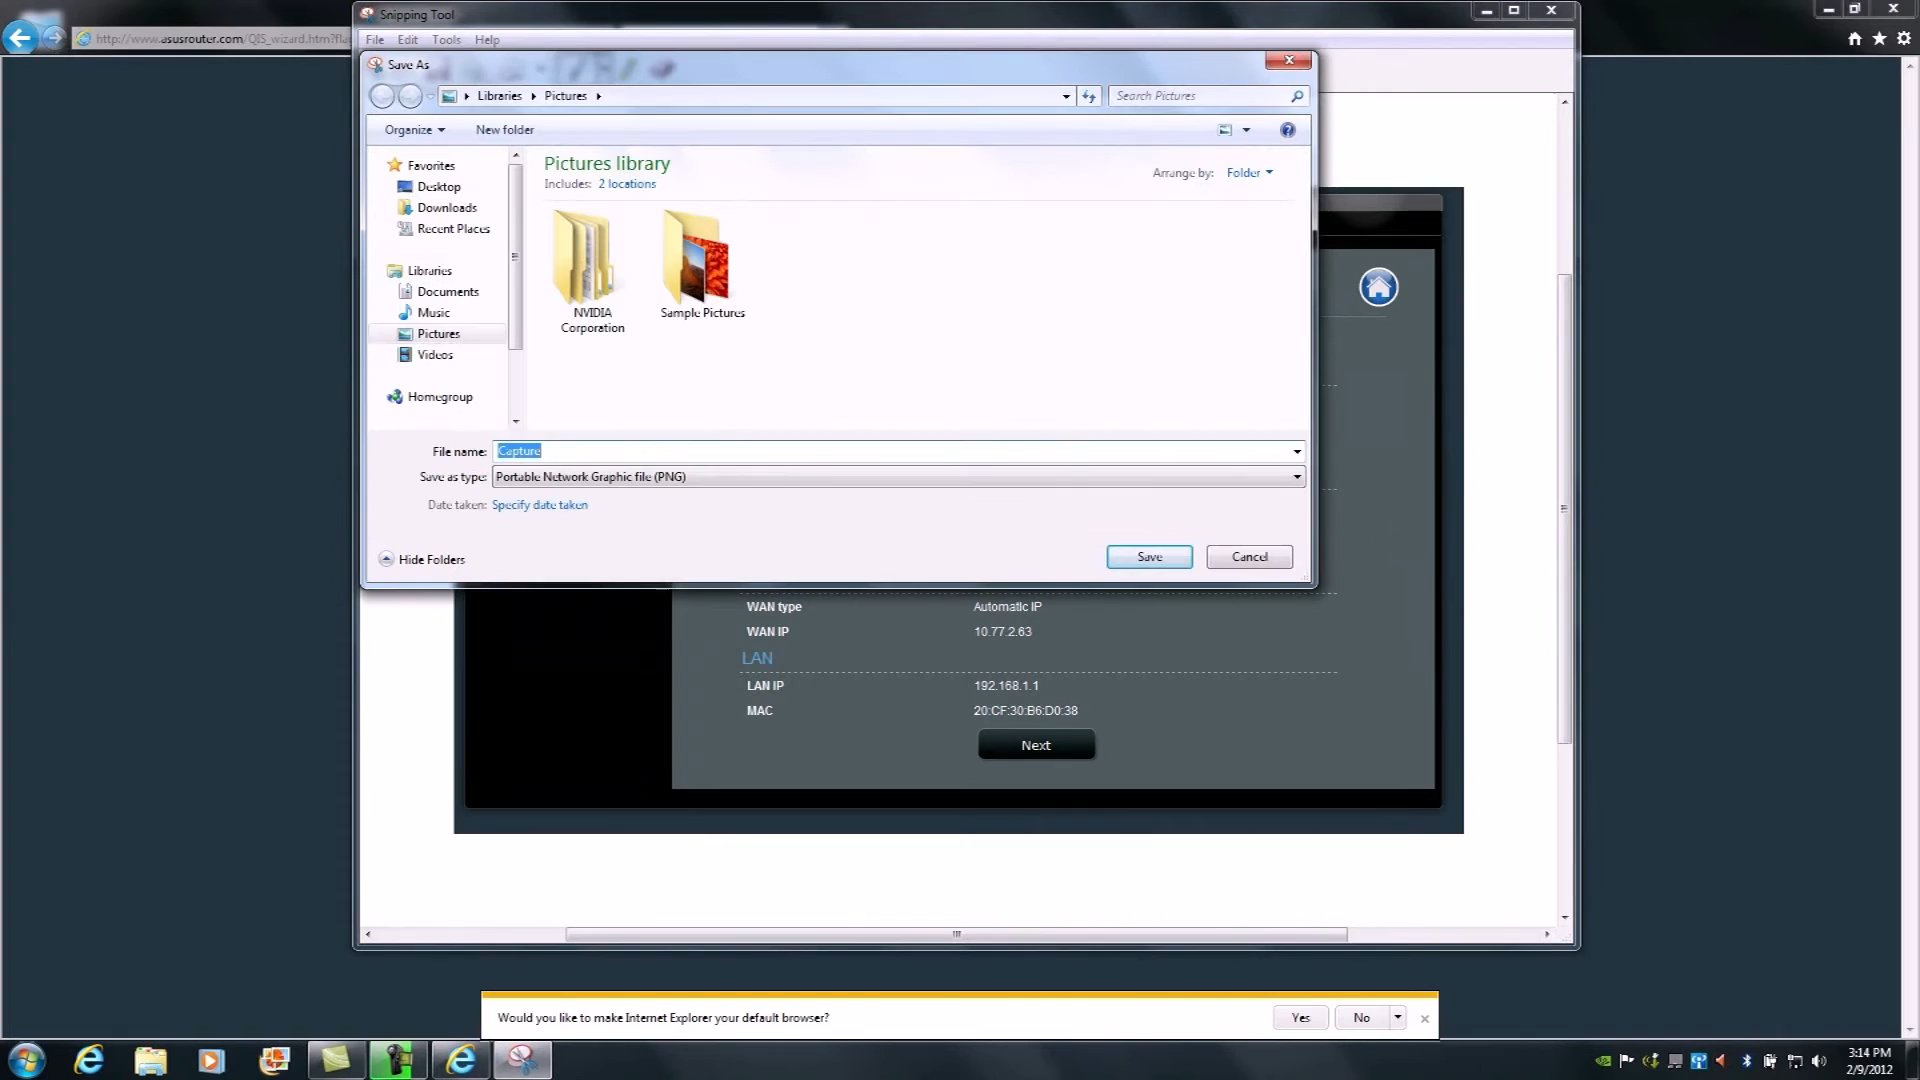 Snipping Tool
http://www.asusrouter.com/QIS_wizard.htm?fla
File Edit Tools Help
Save As
Libraries Pictures
Search Pictures
Organize New folder
Favorites
Desktop
Downloads
Recent Places
Libraries
Documents
Music
Pictures
Videos
Homegroup
Pictures library
Includes: 2 locations
Arrange by: Folder
NVIDIA Corporation
Sample Pictures
File name: Capture
Save as type: Portable Network Graphic file (PNG)
Date taken: Specify date taken
Hide Folders
Save Cancel
WAN type Automatic IP
WAN IP 10.77.2.63
LAN
LAN IP 192.168.1.1
MAC 20:CF:30:B6:D0:38
Next
Would you like to make Internet Explorer your default browser?
Yes No
3:14 PM
2/9/2012